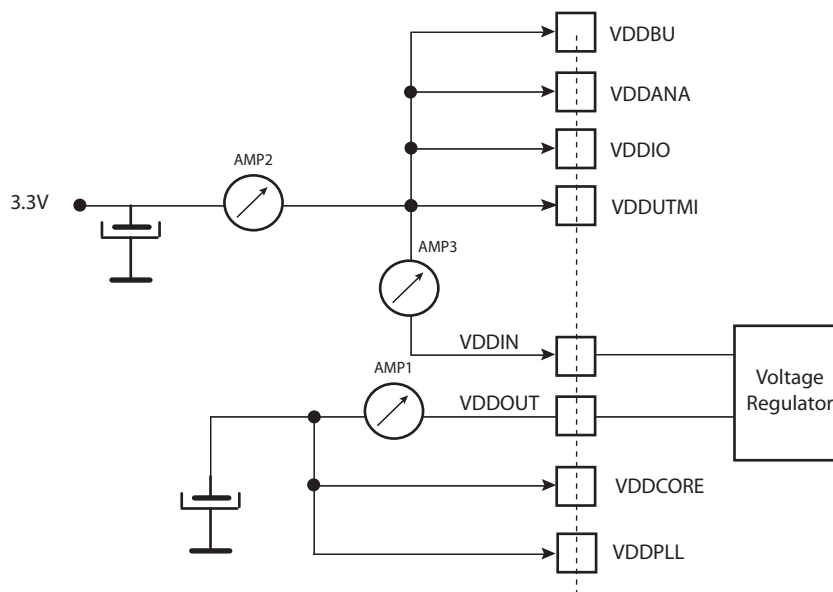 VDDBU
VDDANA
VDDIO
AMP2
3.3V
VDDUTMI
AMP3
VDDIN
AMP1
VDDOUT
Voltage
Regulator
VDDCORE
VDDPLL